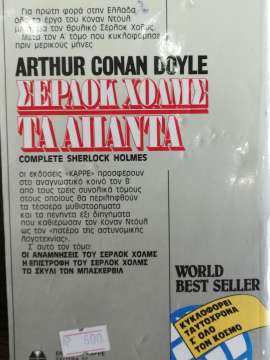 Για πρώτη φορά στην Ελλάδα
όλο το έργο του Κόναν Ντόυλ
για τον θρυλικό Σέρλοκ Χολμς.
Μετά τον Α΄ τόμο που κυκλοφόρησε
πριν μερικούς μήνες
ARTHUR CONAN DOYLE
ΣΕΡΛΟΚ ΧΟΛΜΣ
ΤΑ ΑΠΑΝΤΑ
COMPLETE SHERLOCK HOLMES
οι εκδόσεις «ΚΑΡΡΕ» προσφέρουν
στο αναγνωστικό κοινό τον Β
από τους τρεις συνολικά τόμους
στους οποίους θα περιληφθούν
τα τέσσερα μυθιστορήματα
και τα πενήντα έξι διηγήματα
που καθιέρωσαν τον Κόναν Ντόυλ
ως τον «πατέρα της αστυνομικής
λογοτεχνίας».
Σ' αυτό τον τόμο:
ΟΙ ΑΝΑΜΝΗΣΕΙΣ ΤΟΥ ΣΕΡΛΟΚ ΧΟΛΜΣ
Η ΕΠΙΣΤΡΟΦΗ ΤΟΥ ΣΕΡΛΟΚ ΧΟΛΜΣ
ΤΟ ΣΚΥΛΙ ΤΩΝ ΜΠΑΣΚΕΡΒΙΛ
WORLD
BEST SELLER
ΚΥΚΛΟΦΟΡΕΙ
ΤΑΥΤΟΧΡΟΝΑ
Σ' ΟΛΟ
ΤΟΝ ΚΟΣΜΟ
600